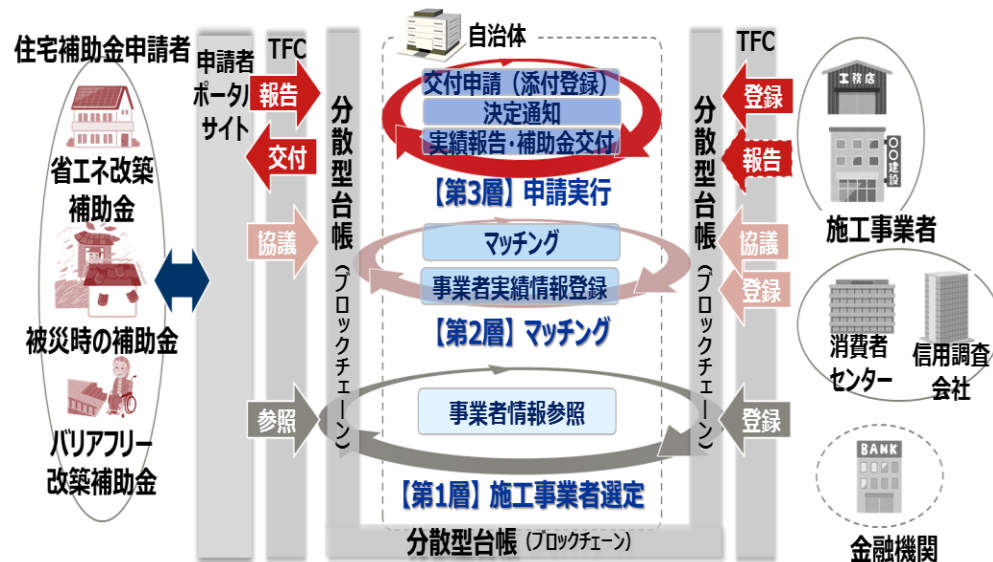 住宅補助金申請者
省エネ改築
補助金
被災時の補助金
バリアフリー
改築補助金
申請者
ポータル
サイト
TFC
報告
交付
協議
参照
分散型台帳(ブロックチェーン)
自治体
交付申請(添付登録)
決定通知
実績報告・補助金交付
【第3層】申請実行
マッチング
事業者実績情報登録
【第2層】マッチング
事業者情報参照
【第1層】施工事業者選定
分散型台帳(ブロックチェーン)
分散型台帳(ブロックチェーン)
TFC
登録
報告
協議
登録
登録
工務店
〇〇建設
施工事業者
消費者
センター
信用調査
会社
BANK
金融機関